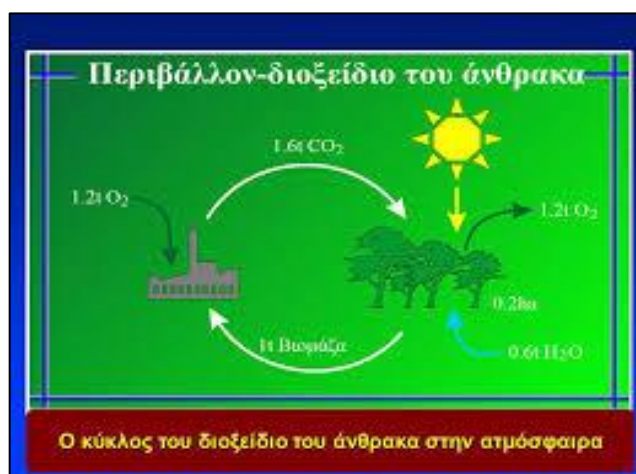 Περιβάλλον-διοξείδιο του άνθρακα
1.6t CO2
1.2t O2
1.2t O2
0.2ha
1t Βιομάζα
0.6t H2O
Ο κύκλος του διοξείδιο του άνθρακα στην ατμόσφαιρα